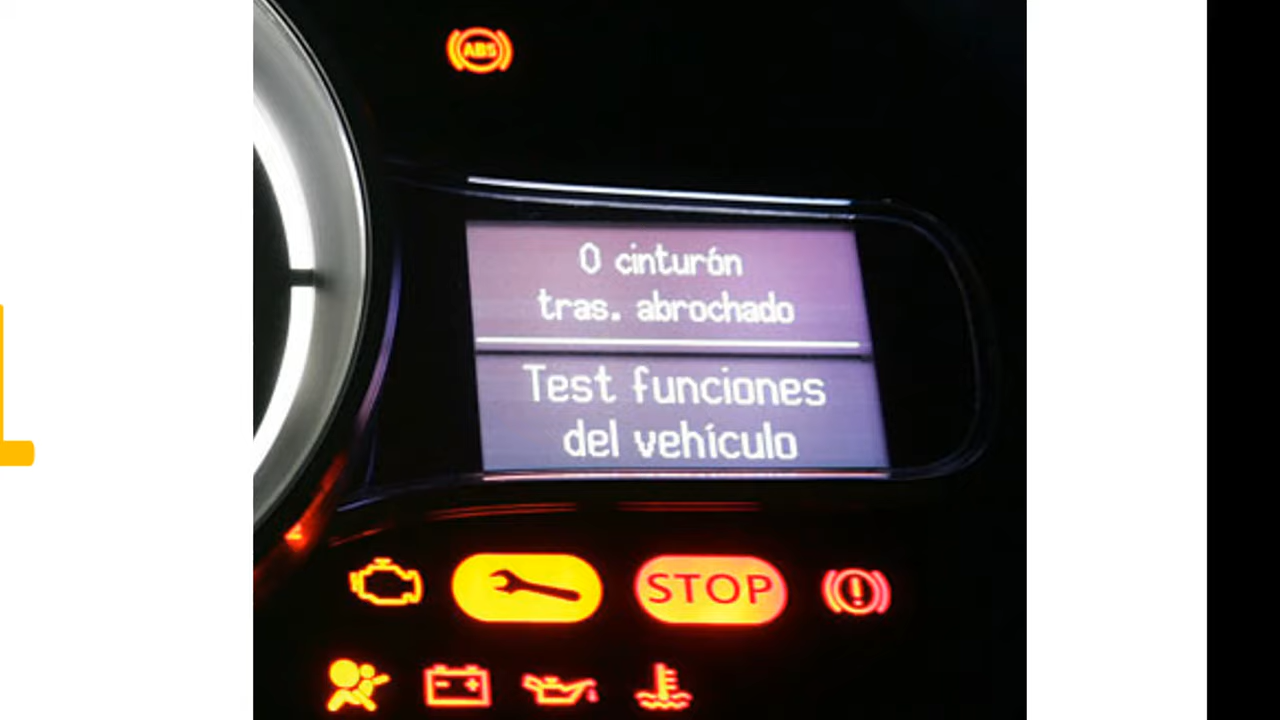 ABS
0 cinturón
tras. abrochado
Test funciones
del vehículo
STOP